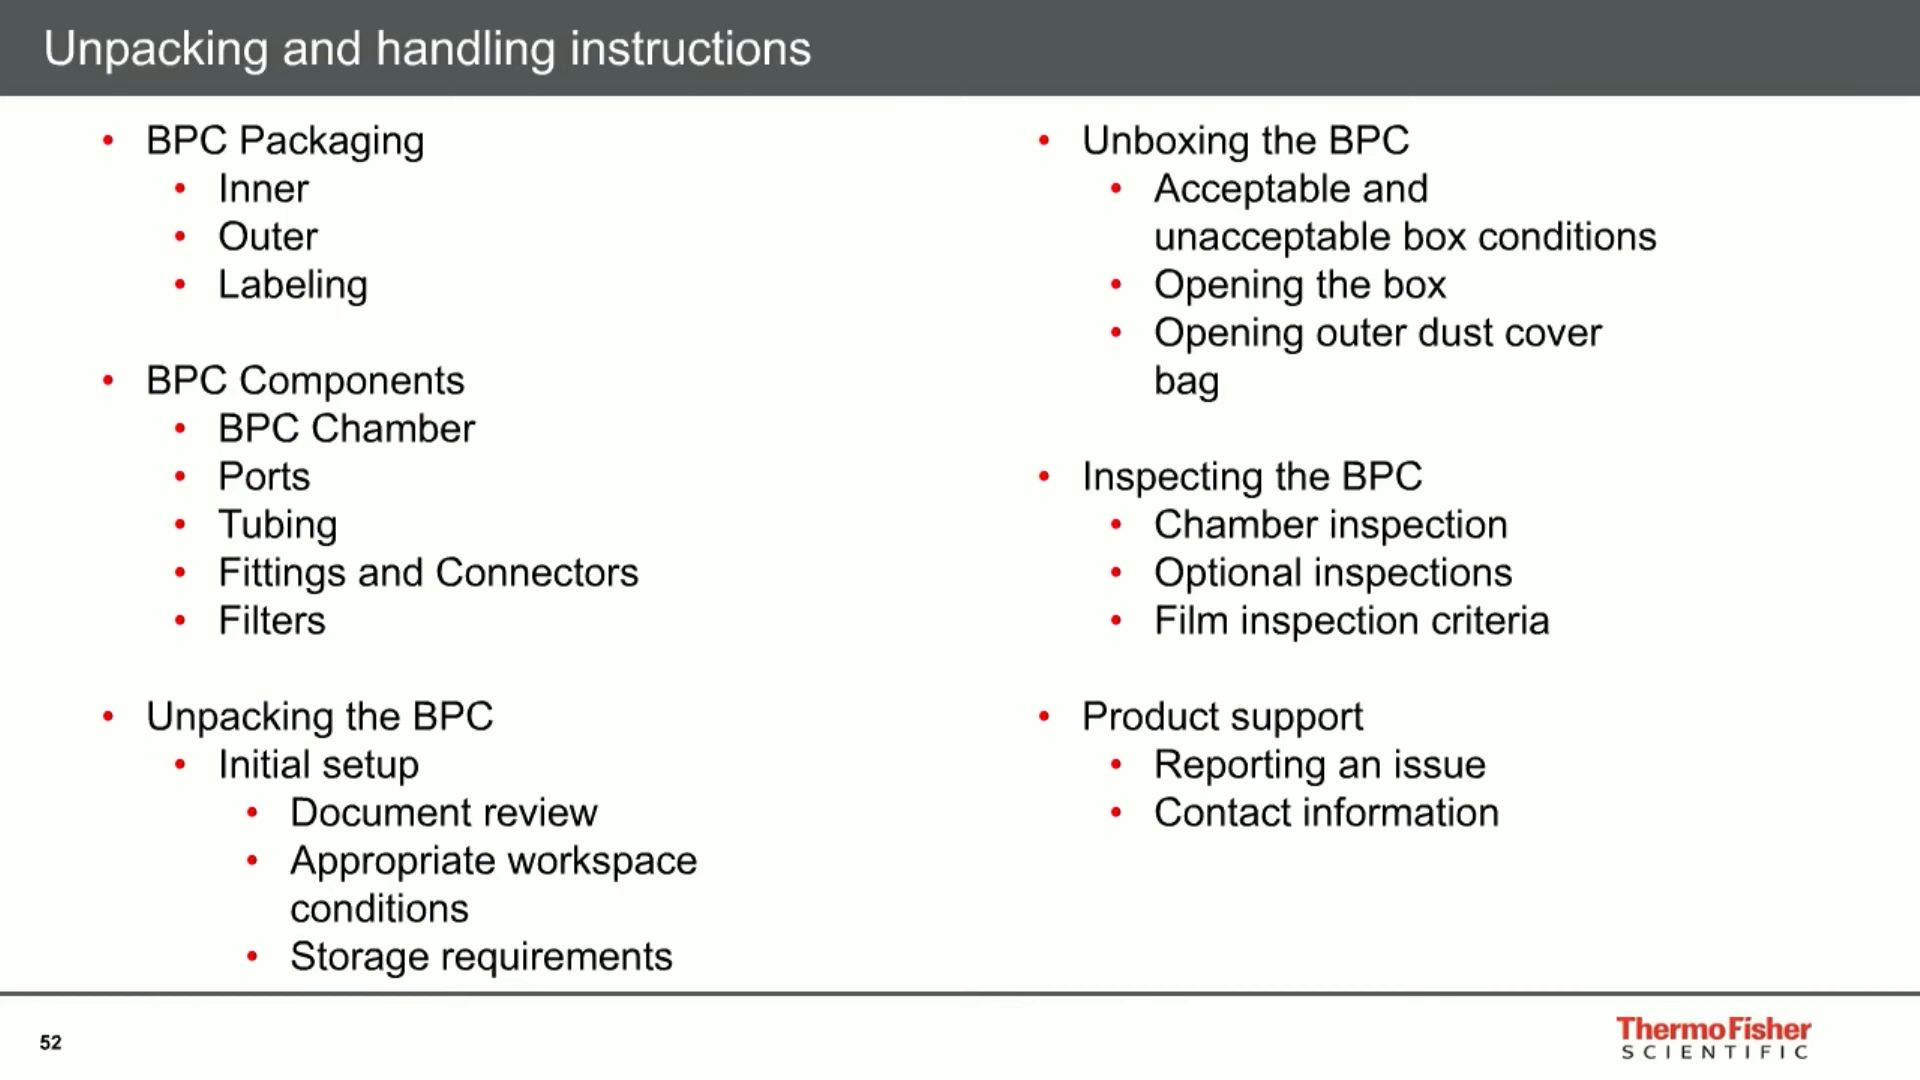 Unpacking and handling instructions
• BPC Packaging
• Inner
• Outer
• Labeling
• BPC Components
• BPC Chamber
• Ports
• Tubing
• Fittings and Connectors
• Filters
• Unpacking the BPC
• Initial setup
• Document review
• Appropriate workspace
conditions
• Storage requirements
• Unboxing the BPC
• Acceptable and
unacceptable box conditions
• Opening the box
• Opening outer dust cover
bag
• Inspecting the BPC
• Chamber inspection
• Optional inspections
• Film inspection criteria
• Product support
• Reporting an issue
• Contact information
52
ThermoFisher
SCIENTIFIC